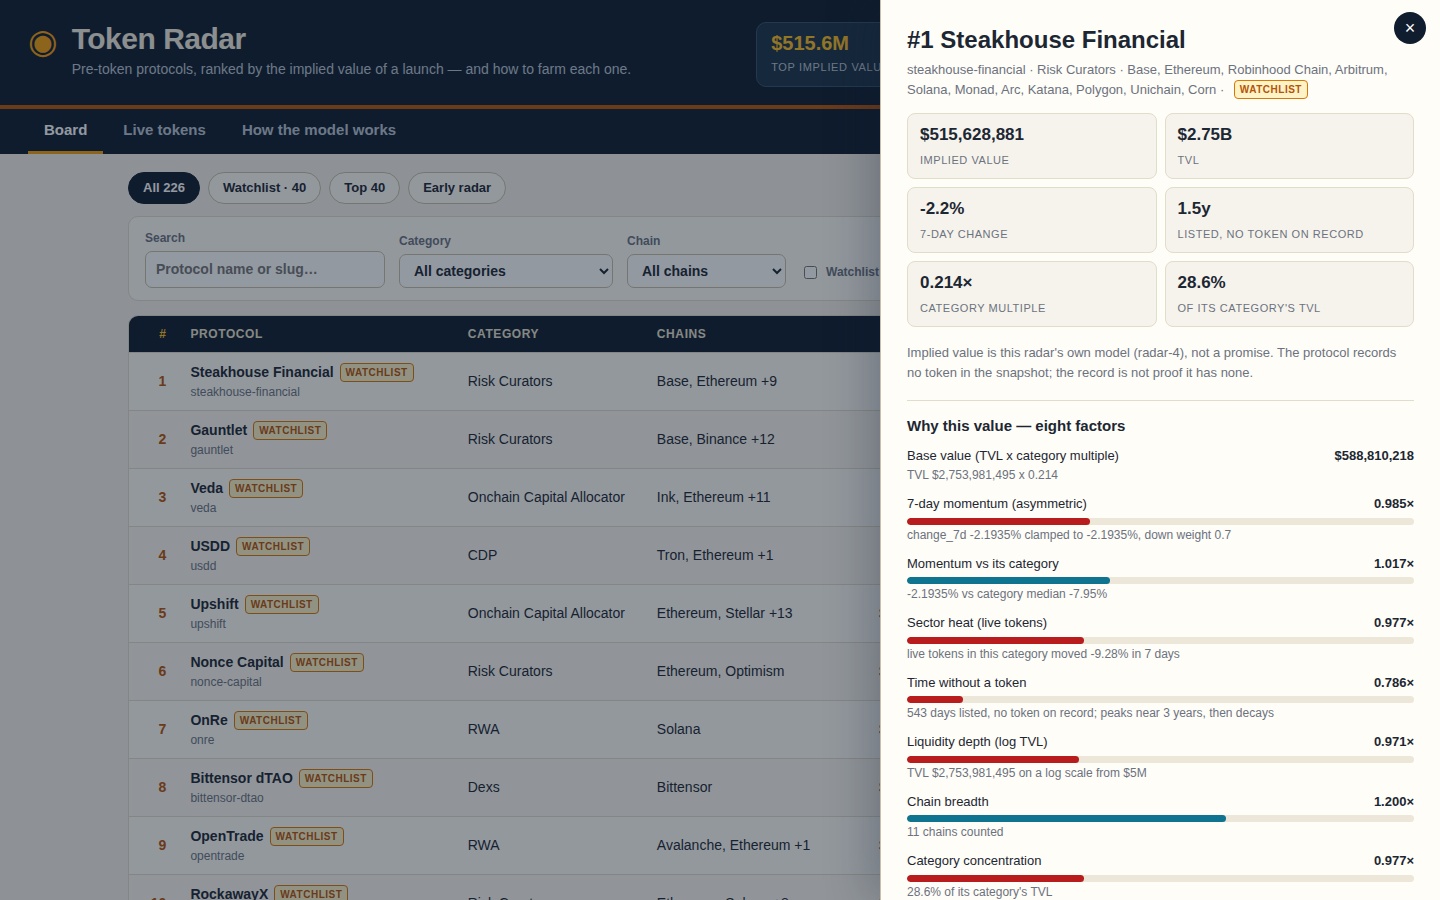 Token Radar
Pre-token protocols, ranked by the implied value of a launch — and how to farm each one.
$515.6M
TOP IMPLIED
Board
Live tokens
How the model works
All 226
Watchlist · 40
Top 40
Early radar
Search
Category
Chain
Protocol name or slug…
All categories
All chains
Watchlist
# PROTOCOL CATEGORY CHAINS
1 Steakhouse Financial WATCHLIST Risk Curators Base, Ethereum +9
steakhouse-financial
2 Gauntlet WATCHLIST Risk Curators Base, Binance +12
gauntlet
3 Veda WATCHLIST Onchain Capital Allocator Ink, Ethereum +11
veda
4 USDD WATCHLIST CDP Tron, Ethereum +1
usdd
5 Upshift WATCHLIST Onchain Capital Allocator Ethereum, Stellar +13
upshift
6 Nonce Capital WATCHLIST Risk Curators Ethereum, Optimism
nonce-capital
7 OnRe WATCHLIST RWA Solana
onre
8 Bittensor dTAO WATCHLIST Dexs Bittensor
bittensor-dtao
9 OpenTrade WATCHLIST RWA Avalanche, Ethereum +1
opentrade
RockawayX WATCHLIST
×
#1 Steakhouse Financial
steakhouse-financial · Risk Curators · Base, Ethereum, Robinhood Chain, Arbitrum,
Solana, Monad, Arc, Katana, Polygon, Unichain, Corn · WATCHLIST
$515,628,881
IMPLIED VALUE
$2.75B
TVL
-2.2%
7-DAY CHANGE
1.5y
LISTED, NO TOKEN ON RECORD
0.214×
CATEGORY MULTIPLE
28.6%
OF ITS CATEGORY'S TVL
Implied value is this radar's own model (radar-4), not a promise. The protocol records
no token in the snapshot; the record is not proof it has none.
Why this value — eight factors
Base value (TVL x category multiple) $588,810,218
TVL $2,753,981,495 x 0.214
7-day momentum (asymmetric) 0.985×
change_7d -2.1935% clamped to -2.1935%, down weight 0.7
Momentum vs its category 1.017×
-2.1935% vs category median -7.95%
Sector heat (live tokens) 0.977×
live tokens in this category moved -9.28% in 7 days
Time without a token 0.786×
543 days listed, no token on record; peaks near 3 years, then decays
Liquidity depth (log TVL) 0.971×
TVL $2,753,981,495 on a log scale from $5M
Chain breadth 1.200×
11 chains counted
Category concentration 0.977×
28.6% of its category's TVL